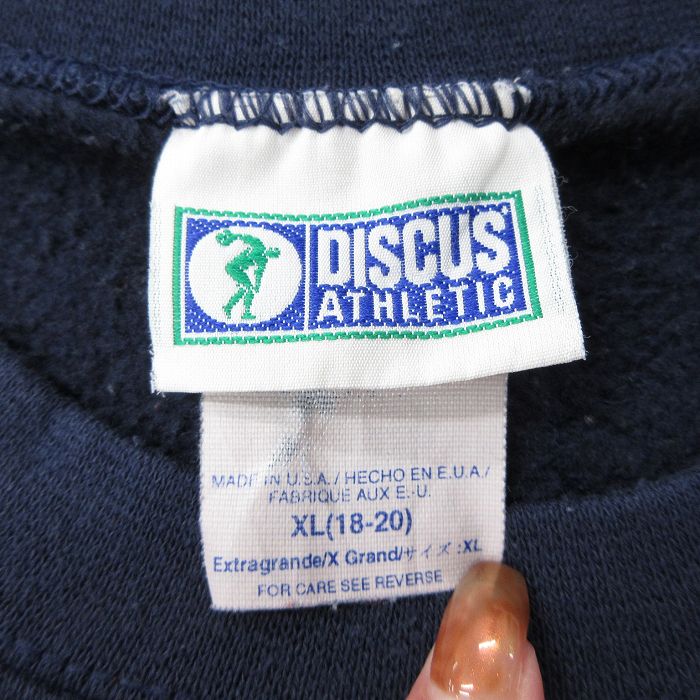 DISCUS
ATHLETIC
MADE IN U.S.A./HECHO EN E.U.A./
FABRIQUE AUX E.-U.
XL(18-20)
Extragrande/X Grand/サイズ:XL
FOR CARE SEE REVERSE